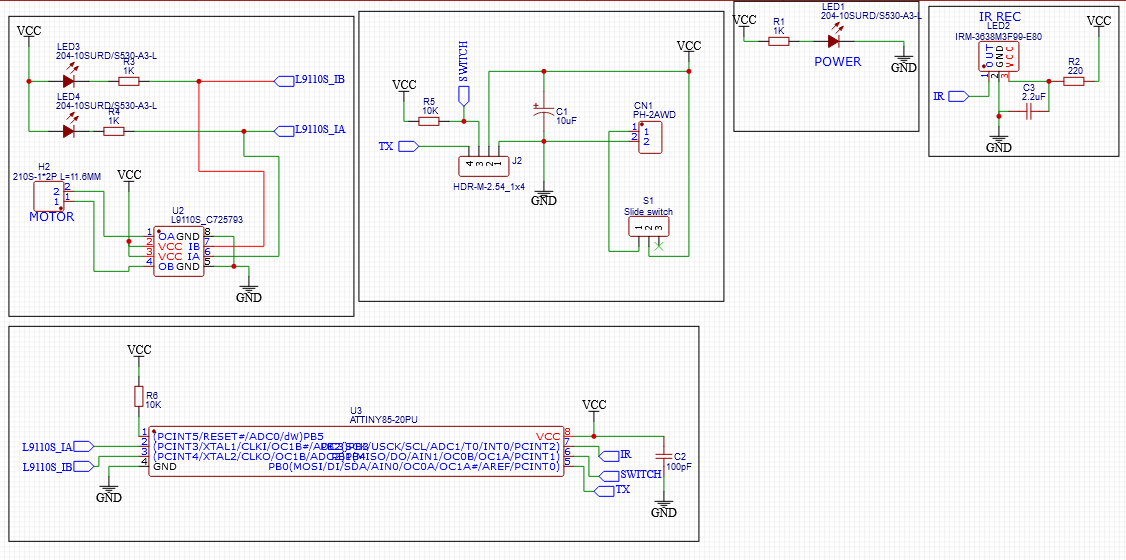 VCC
LED3
204-10SURD/S530-A3-L
R3
1K
L9110S_IB
LED4
204-10SURD/S530-A3-L
R4
1K
L9110S_IA
H2
210S-1*2P L=11.6MM
2
1
2
1
MOTOR
VCC
U2
L9110S_C725793
1
2
3
4
OA
VCC
VCC
OB
GND
IB
IA
GND
8
7
6
5
GND
SWITCH
VCC
R5
10K
TX
4
3
2
1
J2
HDR-M-2.54_1x4
C1
10uF
GND
VCC
CN1
PH-2AWD
1
2
1
2
S1
Slide switch
1
2
3
VCC
R1
1K
LED1
204-10SURD/S530-A3-L
POWER
GND
IR REC
LED2
IRM-3638M3F99-E80
OUT
GND
VCC
1
2
3
IR
C3
2.2uF
R2
220
VCC
GND
VCC
R6
10K
U3
ATTINY85-20PU
L9110S_IA
L9110S_IB
GND
1
2
3
4
(PCINT5/RESET#/ADC0/dW)PB5
(PCINT3/XTAL1/CLKI/OC1B#/
(PCINT4/XTAL2/CLKO/OC1B/
GND
VCC
/USCK/SCL/ADC1/T0/INT0/PCINT2)
/DO/AIN1/OC0B/OC1A/PCINT1)
PB0(MOSI/DI/SDA/AIN0/OC0A/OC1A#/AREF/PCINT0)
8
7
6
5
VCC
IR
SWITCH
TX
C2
100pF
GND